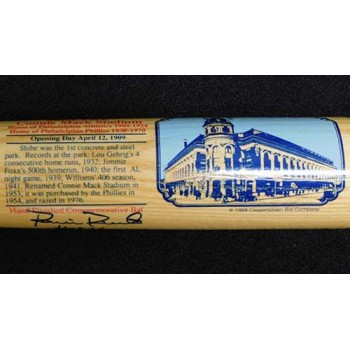 Connie Mack Stadium
Home of Philadelphia Athletics 1909-1954
Home of Philadelphia Phillies 1938-1970
Opening Day April 12, 1909
Shibe was the 1st concrete and steel
park. Records at the park: Lou Gehrig's 4
consecutive home runs, 1932; Jimmie
Foxx's 500th homerun, 1940; the first AL
night game, 1939; Williams' 406 season,
1941. Renamed Connie Mack Stadium in
1953, it was purchased by the Phillies in
1954, and razed in 1976.
Hand Turned Commemorative Bat
© 1988 Cooperstown Bat Company